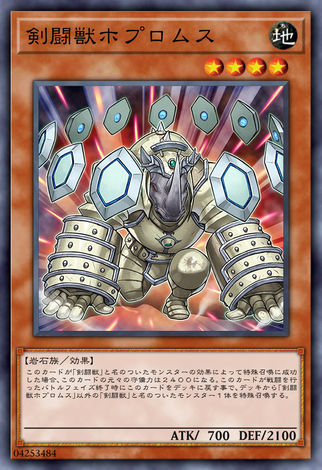 剣闘獣ホプロムス
地
【岩石族／効果】
このカードが「剣闘獣」と名のついたモンスターの効果によって特殊召喚に成
功した場合、このカードの元々の守備力は２４００になる。このカードが戦闘を行
ったバトルフェイズ終了時にこのカードをデッキに戻す事で、デッキから「剣闘
獣ホプロムス」以外の「剣闘獣」と名のついたモンスター１体を特殊召喚する。
ATK/ 700 DEF/2100
04253484